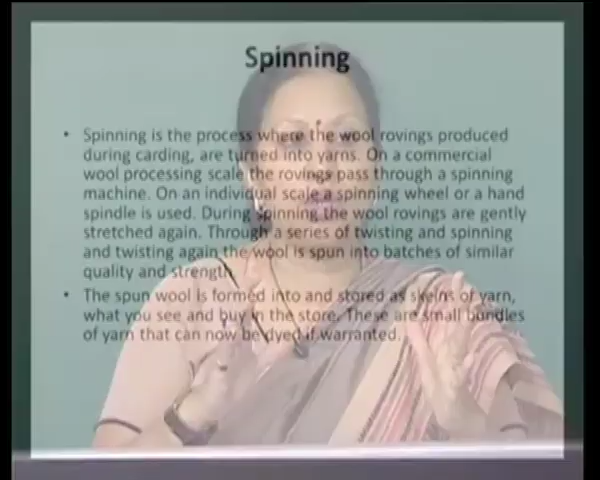 Spinning
• Spinning is the process where the wool rovings produced
during carding, are turned into yarns. On a commercial
wool processing scale the rovings pass through a spinning
machine. On an individual scale a spinning wheel or a hand
spindle is used. During spinning the wool rovings are gently
stretched again. Through a series of twisting and spinning
and twisting again the wool is spun into batches of similar
quality and strength.
• The spun wool is formed into and stored as skeins of yarn,
what you see and buy in the store. These are small bundles
of yarn that can now be dyed if warranted.